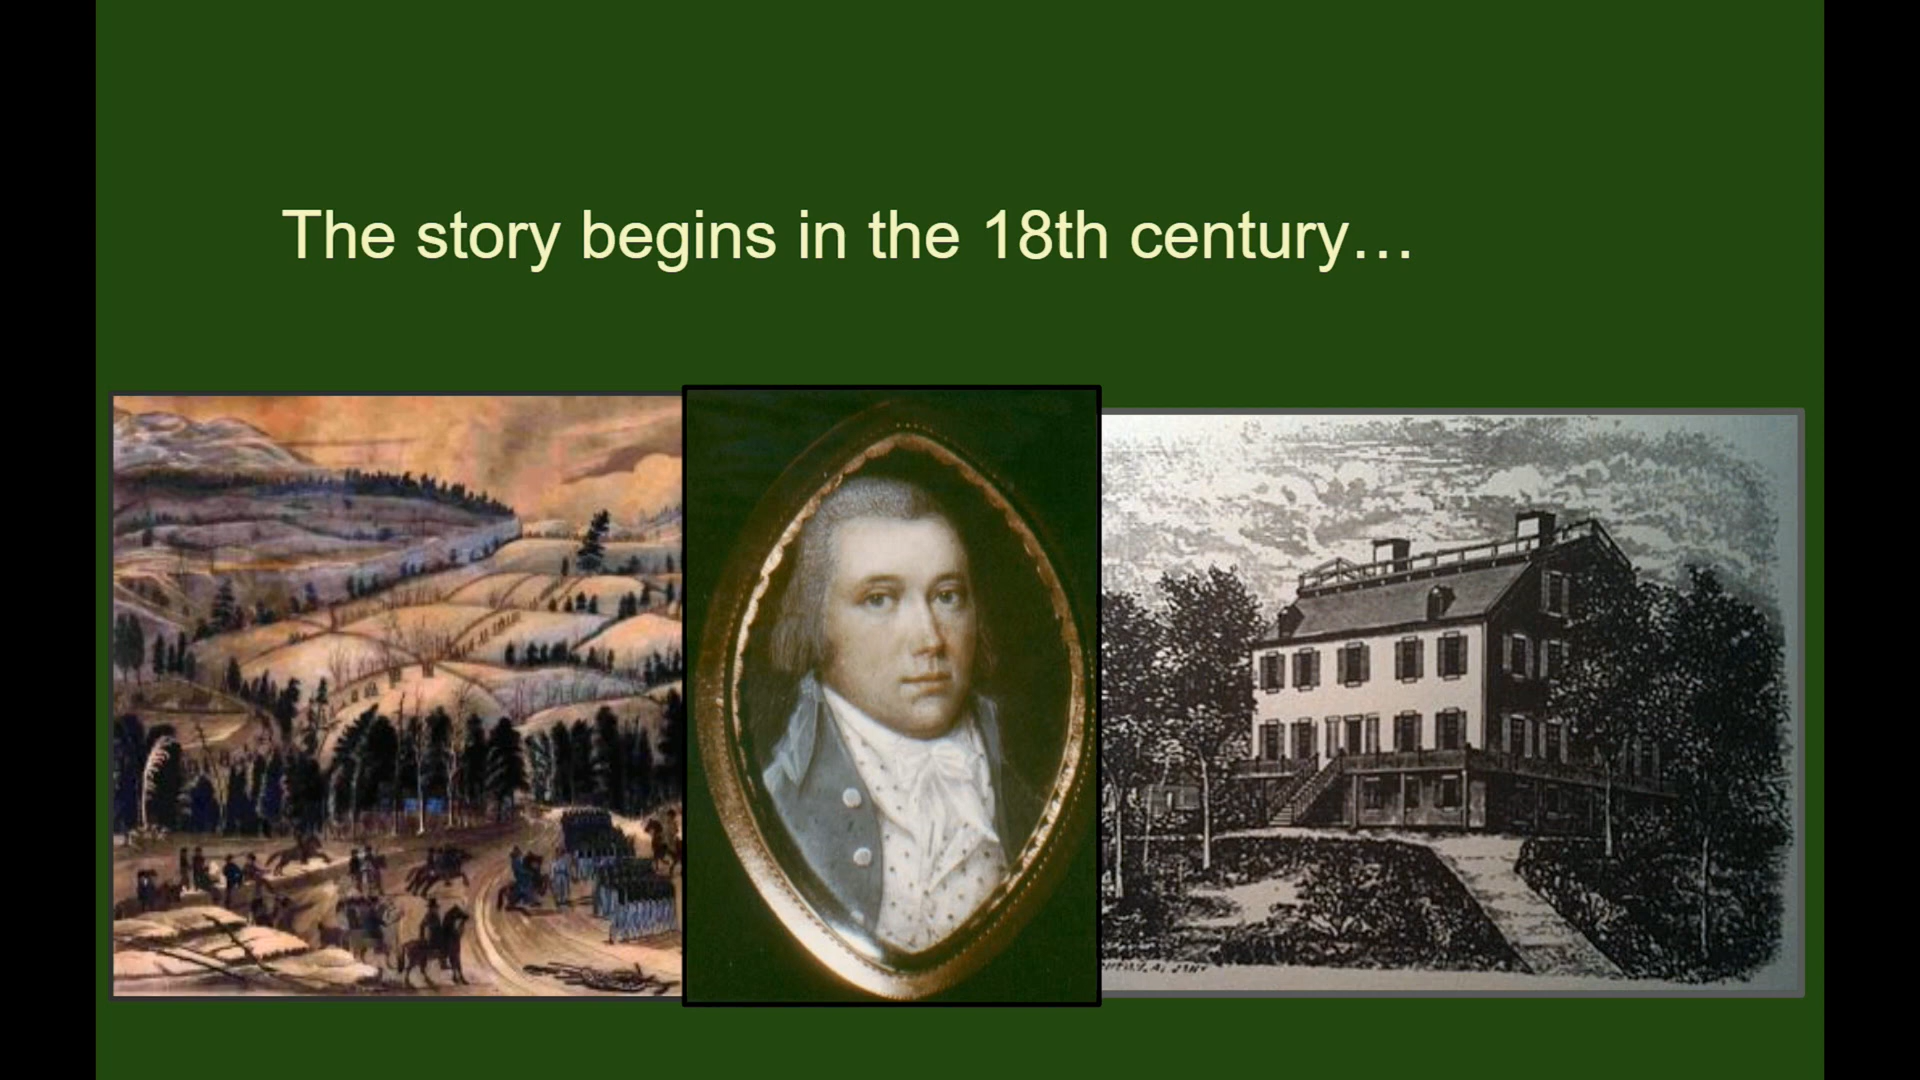 The story begins in the 18th century…